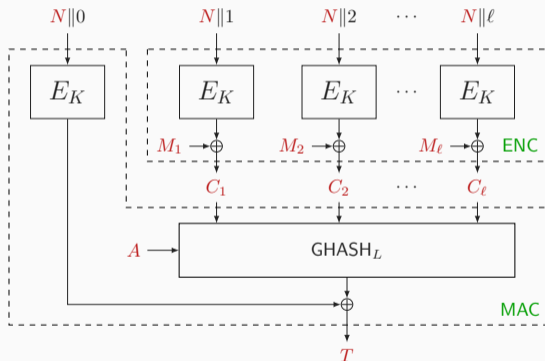 N∥0 N∥1 N∥2 ··· N∥ℓ
E_K E_K E_K ··· E_K
M_1 M_2 M_ℓ ENC
C_1 C_2 ··· C_ℓ
A GHASH_L
MAC
T